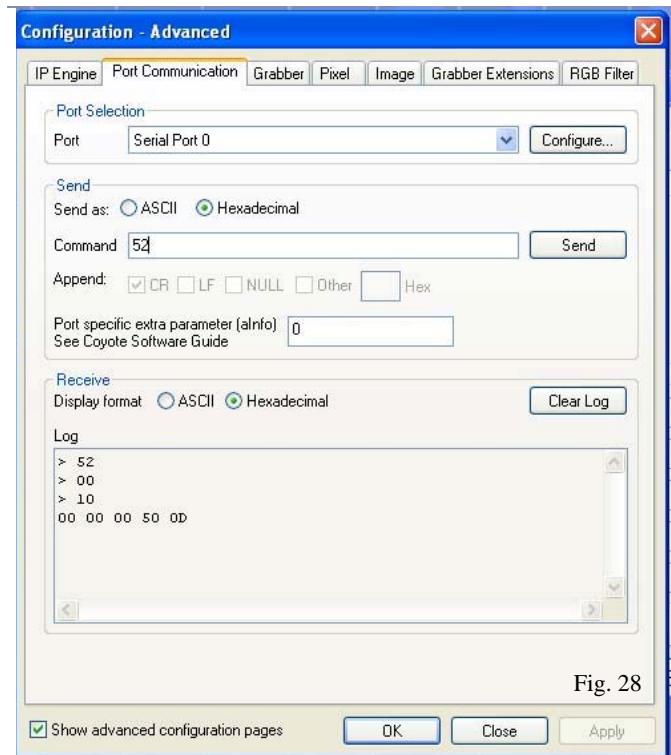 Configuration - Advanced
IP Engine Port Communication Grabber Pixel Image Grabber Extensions RGB Filter
Port Selection
Port Serial Port 0 Configure...
Send
Send as: ASCII Hexadecimal
Command 52 Send
Append: CR LF NULL Other Hex
Port specific extra parameter (aInfo) 0
See Coyote Software Guide
Receive
Display format ASCII Hexadecimal Clear Log
Log
> 52
> 00
> 10
00 00 00 50 0D
Fig. 28
Show advanced configuration pages OK Close Apply